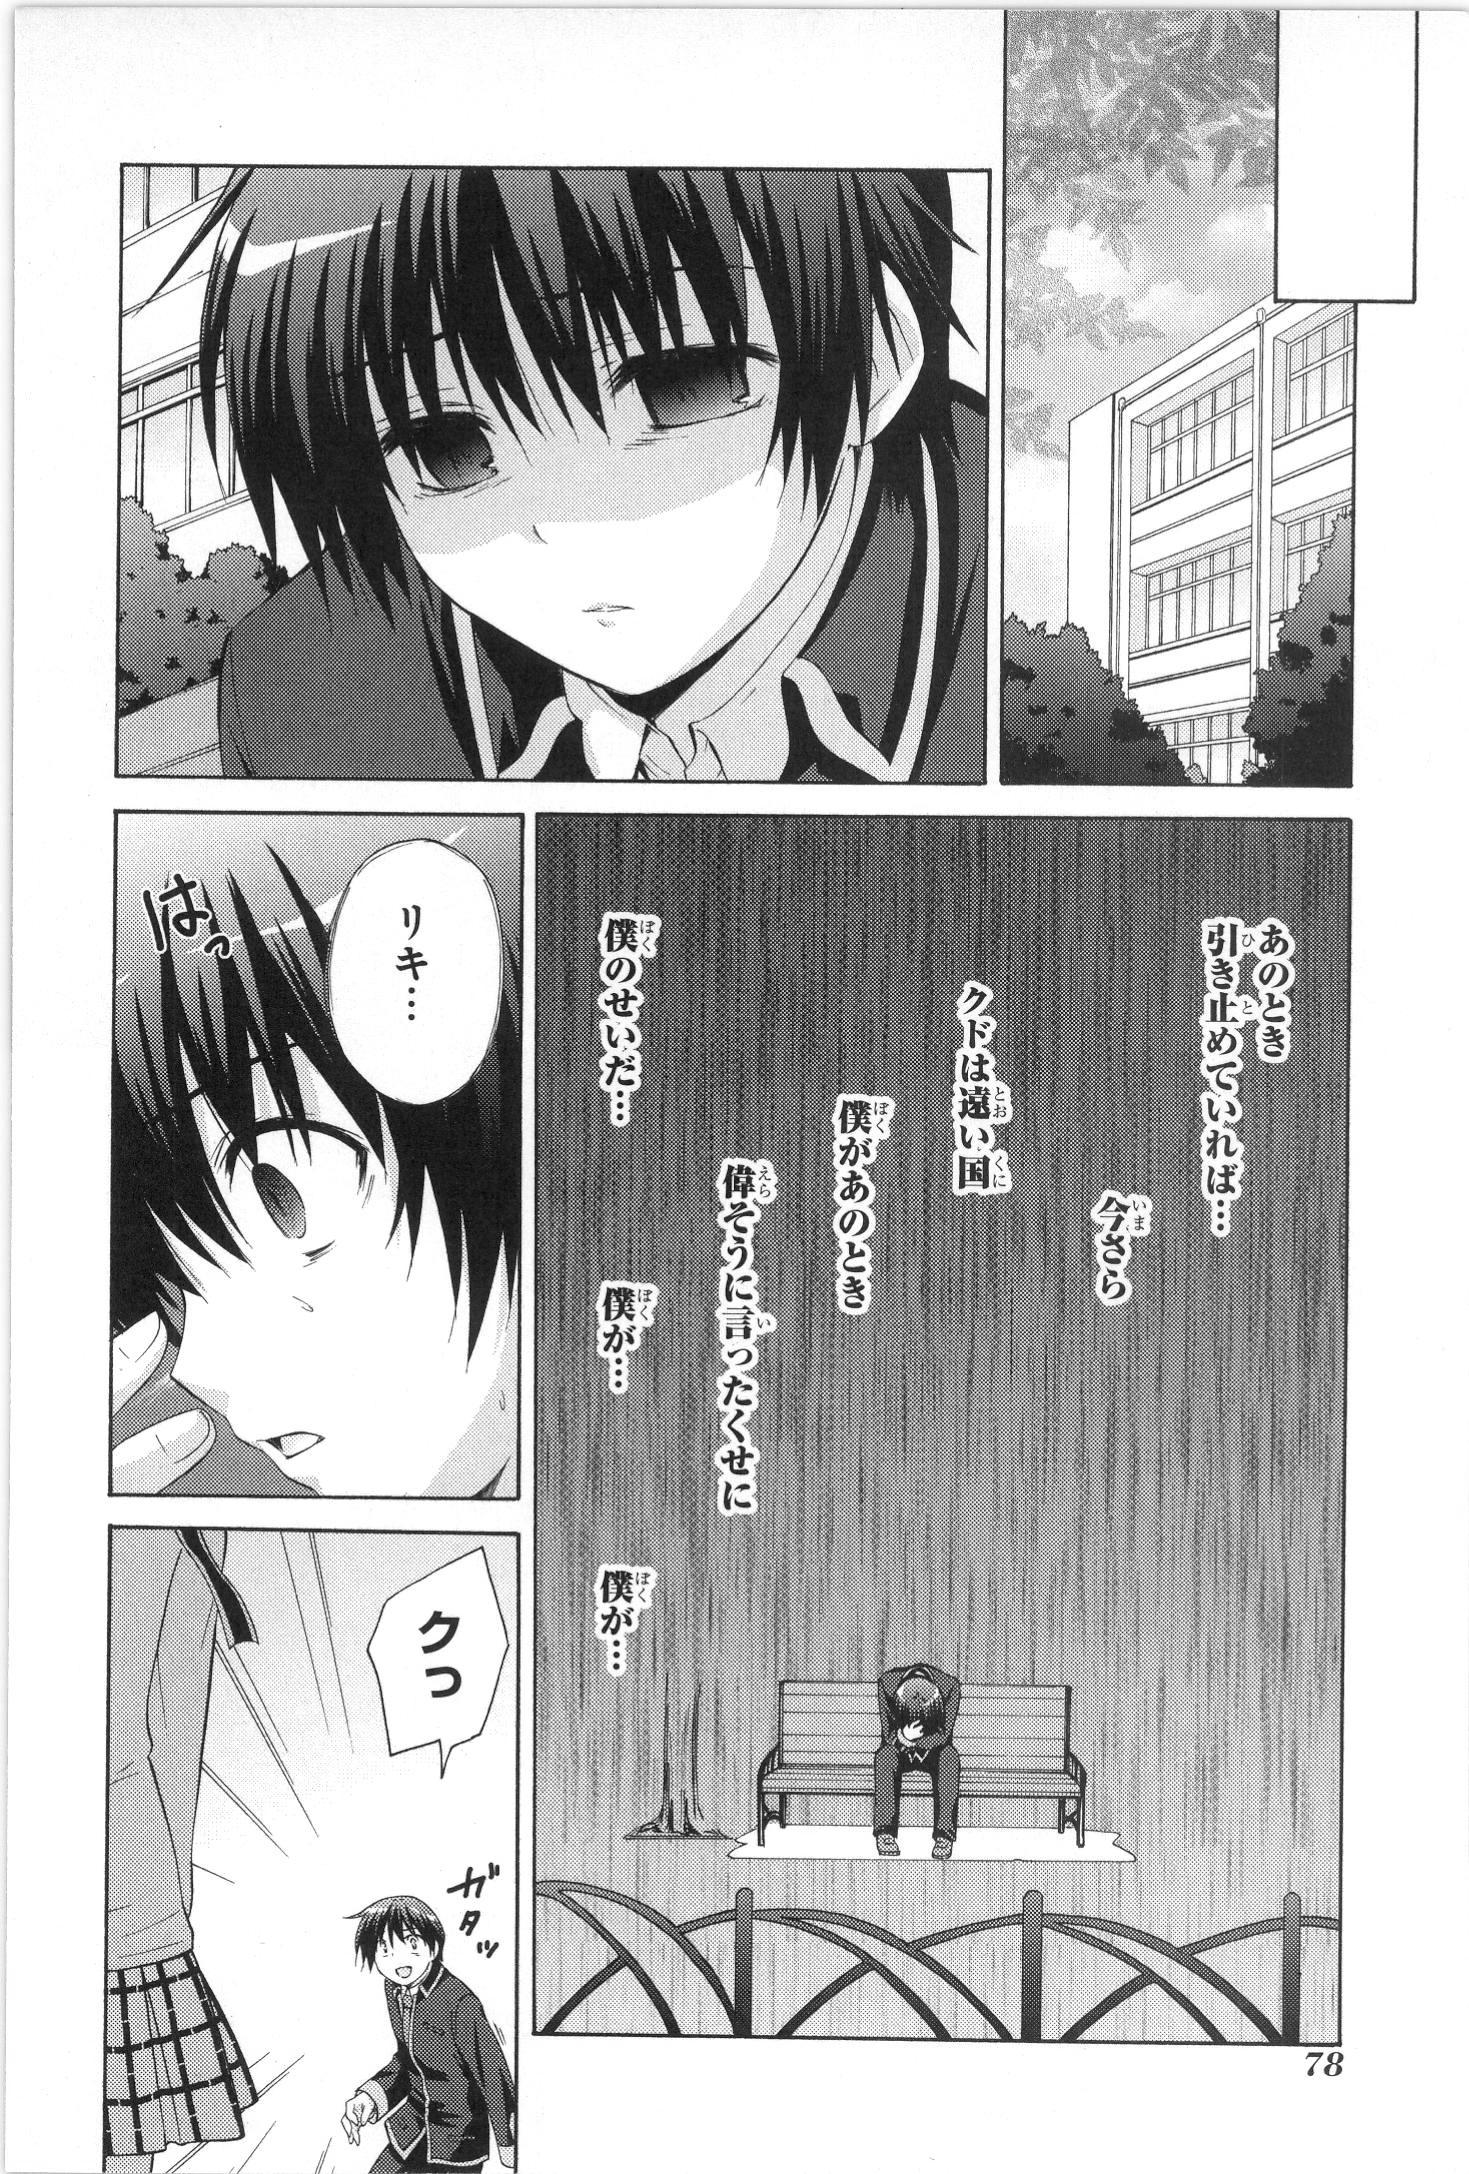 あのとき
引き止めていれば…
今さら
クドは遠い国
僕があのとき
偉そうに言ったくせに
僕のせいだ…
僕が…
僕が…
リキ…
はっ
クっ
ガタッ
78